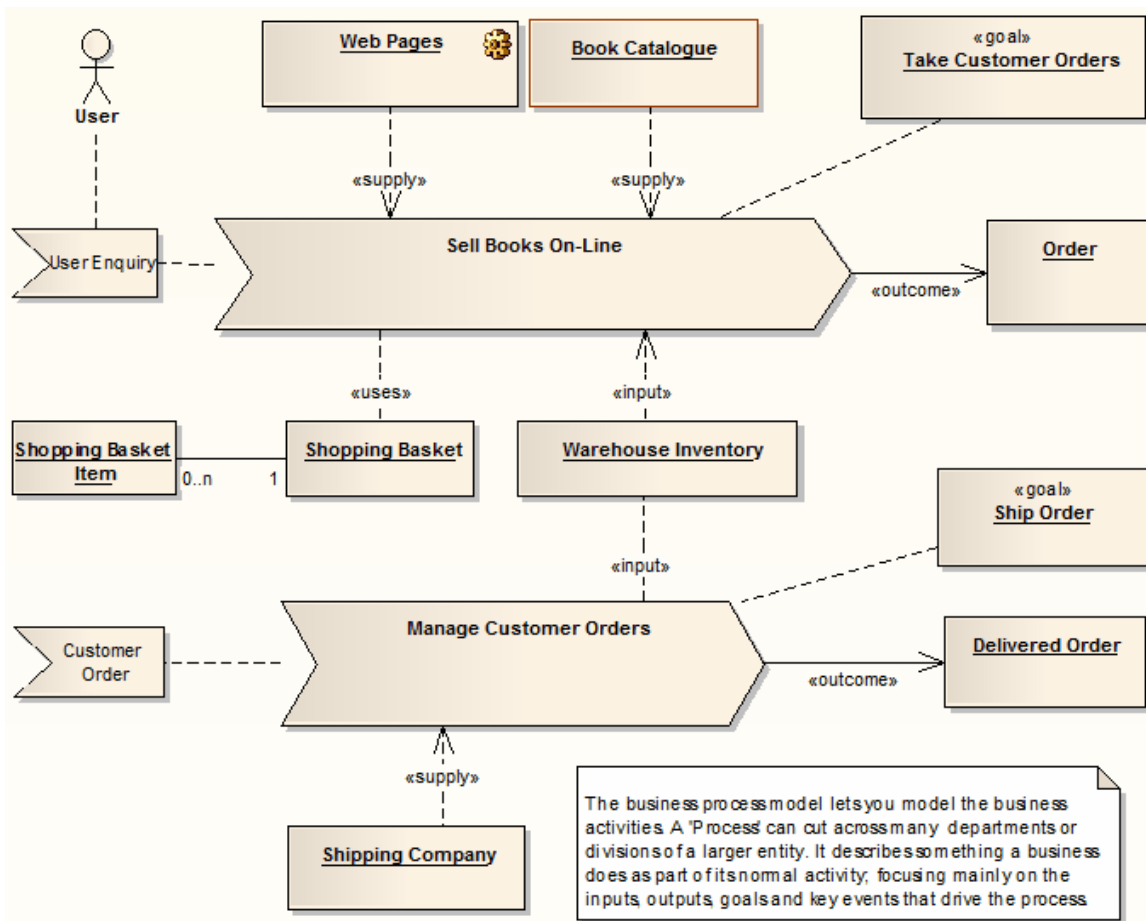 Web Pages
Book Catalogue
«goal»
Take Customer Orders
User
«supply»
«supply»
User Enquiry
Sell Books On-Line
Order
«outcome»
«uses»
«input»
Shopping Basket
Item
0..n
1
Shopping Basket
Warehouse Inventory
«goal»
Ship Order
«input»
Customer
Order
Manage Customer Orders
Delivered Order
«outcome»
«supply»
Shipping Company
The business process model lets you model the business
activities. A 'Process' can cut across many departments or
divisions of a larger entity. It describes something a business
does as part of its normal activity; focusing mainly on the
inputs, outputs, goals and key events that drive the process.